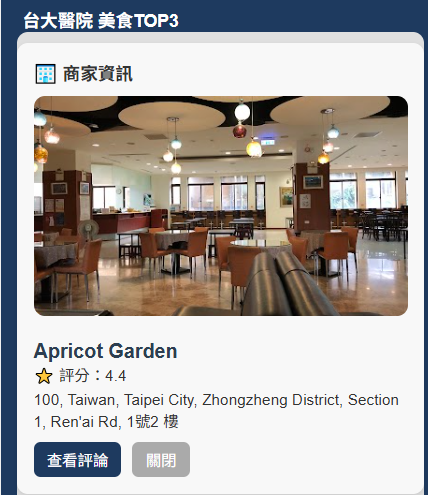 台大醫院 美食TOP3
商家資訊
Apricot Garden
評分：4.4
100, Taiwan, Taipei City, Zhongzheng District, Section
1, Ren'ai Rd, 1號2 樓
查看評論 關閉